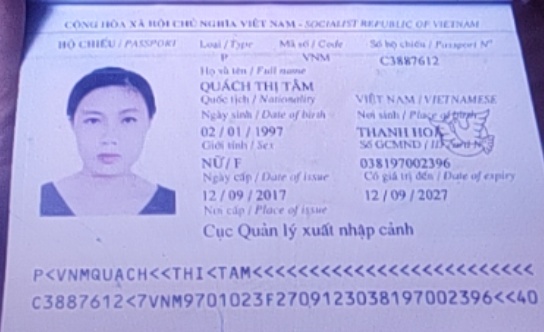 CỘNG HÒA XÃ HỘI CHỦ NGHĨA VIỆT NAM - SOCIALIST REPUBLIC OF VIETNAM
HỘ CHIẾU / PASSPORT Loại / Type Mã số / Code Số hộ chiếu / Passport Nº
P VNM C3887612
Họ và tên / Full name
QUÁCH THỊ TÂM
Quốc tịch / Nationality VIỆT NAM / VIETNAMESE
Ngày sinh / Date of birth Nơi sinh / Place of birth
02 / 01 / 1997 THANH HOÁ
Giới tính / Sex Số GCMND /
NỮ / F 038197002396
Ngày cấp / Date of issue Có giá trị đến / Date of expiry
12 / 09 / 2017 12 / 09 / 2027
Nơi cấp / Place of issue
Cục Quản lý xuất nhập cảnh
P<VNMQUACH<<THI<TAM<<<<<<<<<<<<<<<<<<<<<<<<<
C3887612<7VNM9701023F2709123038197002396<<40